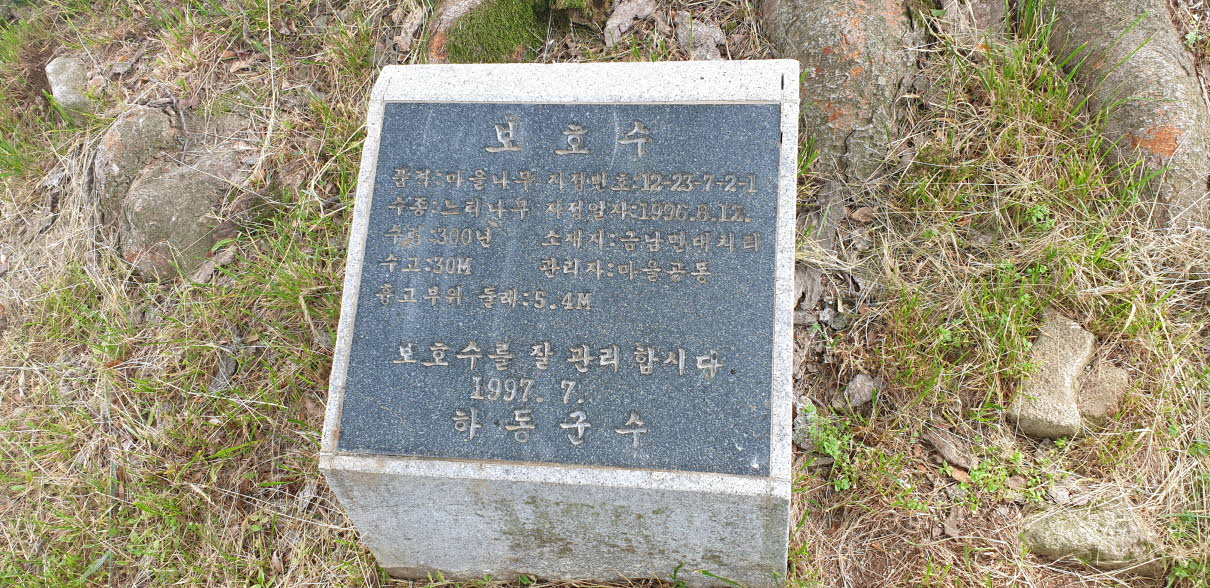 보호수
품격:마을나무 지정번호:12-23-7-2-1
수종:느티나무 지정일자:1996.8.12.
수령:300년 소재지:금남면대치리
수고:30M 관리자:마을공동
흉고부위 둘레:5.4M
보호수를 잘 관리합시다
1997. 7.
하동군수